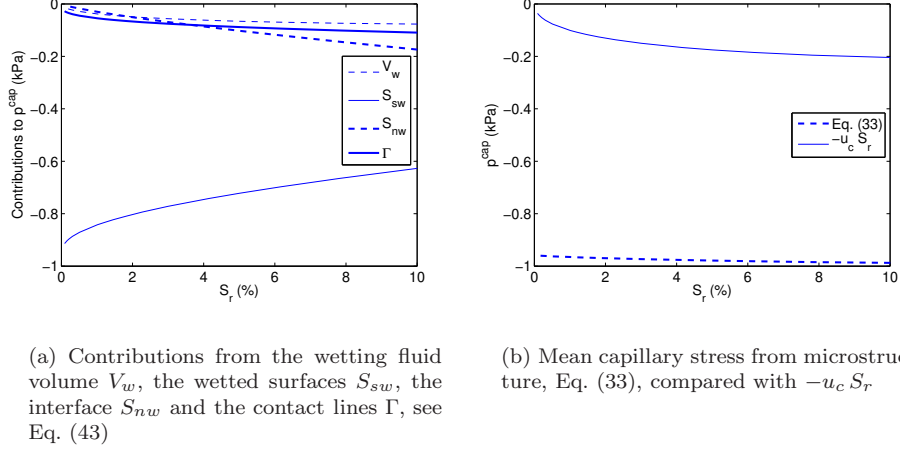 0
−0.2
−0.4
−0.6
−0.8
−1
0 2 4 6 8 10
S_r (%)
Contributions to p^cap (kPa)
V_w
S_sw
S_nw
Γ
0
−0.2
−0.4
−0.6
−0.8
−1
0 2 4 6 8 10
S_r (%)
p^cap (kPa)
Eq. (33)
−u_c S_r
(a) Contributions from the wetting fluid
volume V_w, the wetted surfaces S_sw, the
interface S_nw and the contact lines Γ, see
Eq. (43)
(b) Mean capillary stress from microstruc
ture, Eq. (33), compared with −u_c S_r